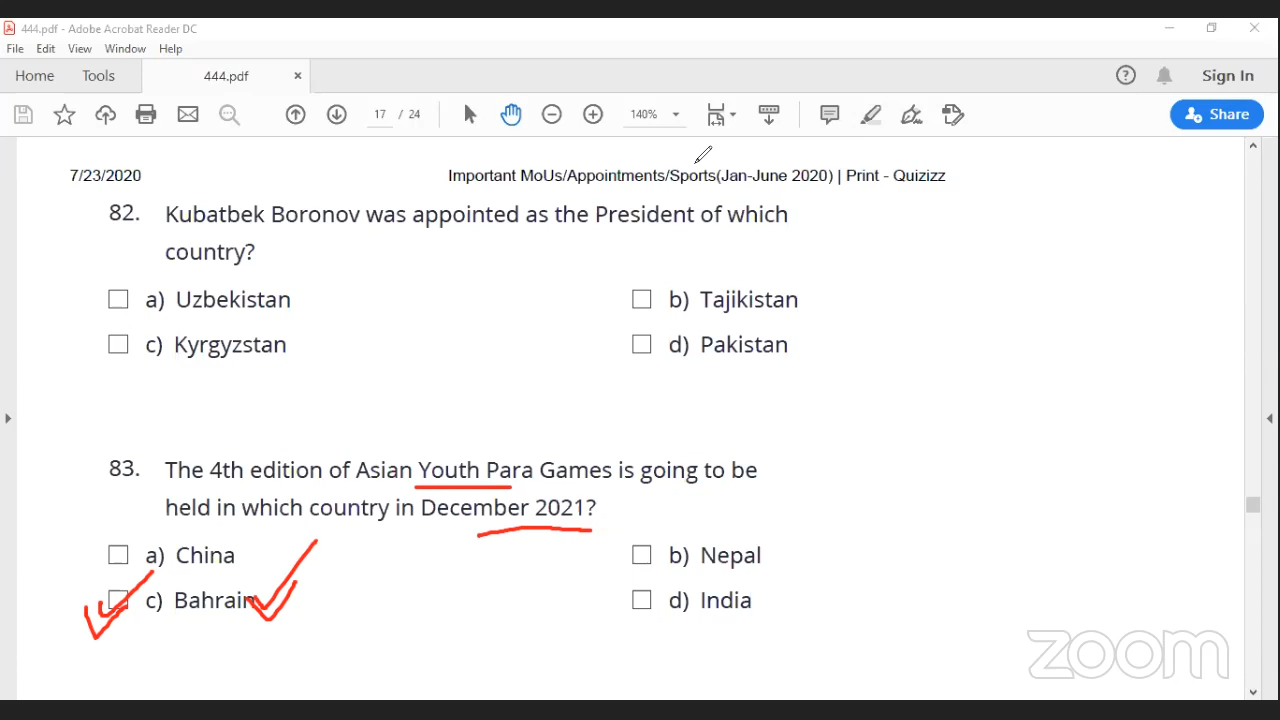 444.pdf - Adobe Acrobat Reader DC
File Edit View Window Help
Home Tools 444.pdf × Sign In
17 / 24 140% Share
7/23/2020 Important MoUs/Appointments/Sports(Jan-June 2020) | Print - Quizizz
82. Kubatbek Boronov was appointed as the President of which
country?
a) Uzbekistan b) Tajikistan
c) Kyrgyzstan d) Pakistan
83. The 4th edition of Asian Youth Para Games is going to be
held in which country in December 2021?
a) China b) Nepal
c) Bahrain d) India
zoom